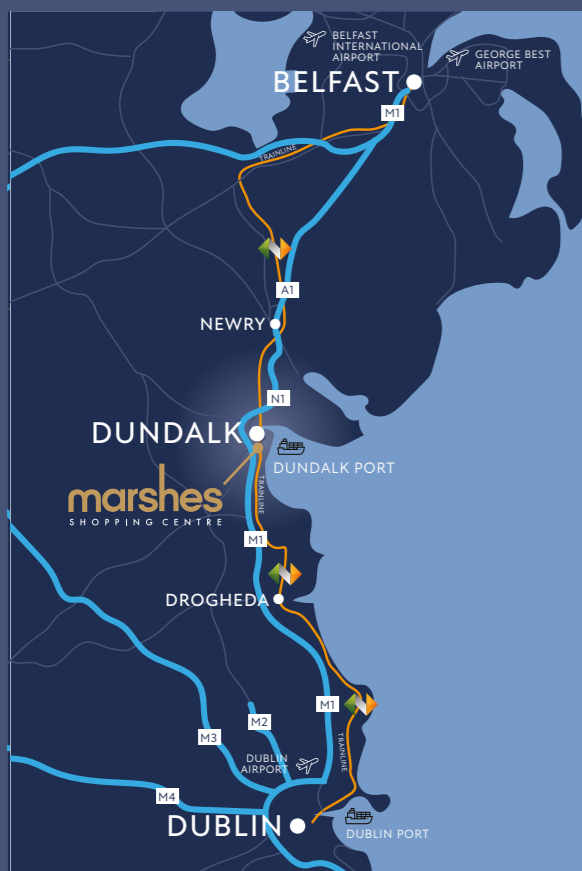 BELFAST
INTERNATIONAL
AIRPORT
GEORGE BEST
AIRPORT
BELFAST
M1
TRAINLINE
A1
NEWRY
N1
DUNDALK
DUNDALK PORT
marshes
SHOPPING CENTRE
TRAINLINE
M1
DROGHEDA
M1
M2
M3
TRAINLINE
DUBLIN
AIRPORT
M4
DUBLIN
DUBLIN PORT